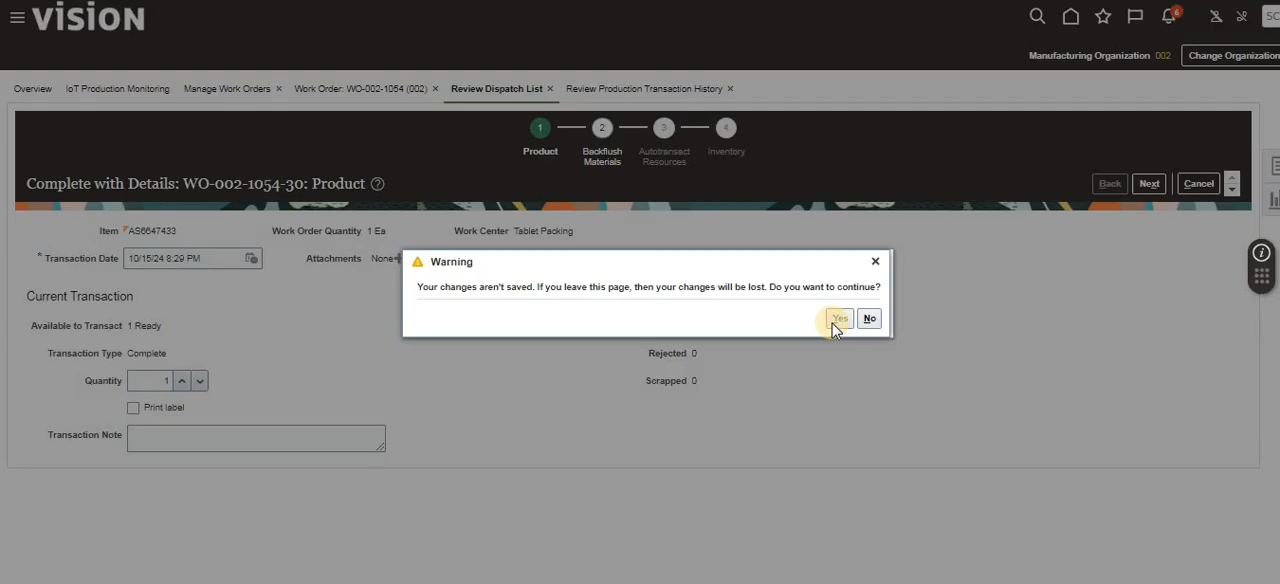 VISION
6
SC
Manufacturing Organization 002
Change Organization
Overview IoT Production Monitoring Manage Work Orders × Work Order: WO-002-1054 (002) × Review Dispatch List × Review Production Transaction History ×
1 2 3 4
Product Backflush Materials Autotransact Resources Inventory
Complete with Details: WO-002-1054-30: Product ?
Back Next Cancel
Item AS6647433 Work Order Quantity 1 Ea Work Center Tablet Packing
* Transaction Date 10/15/24 8:29 PM Attachments None
Warning
Your changes aren't saved. If you leave this page, then your changes will be lost. Do you want to continue?
Yes No
Current Transaction
Available to Transact 1 Ready
Transaction Type Complete Rejected 0
Quantity 1 Scrapped 0
Print label
Transaction Note